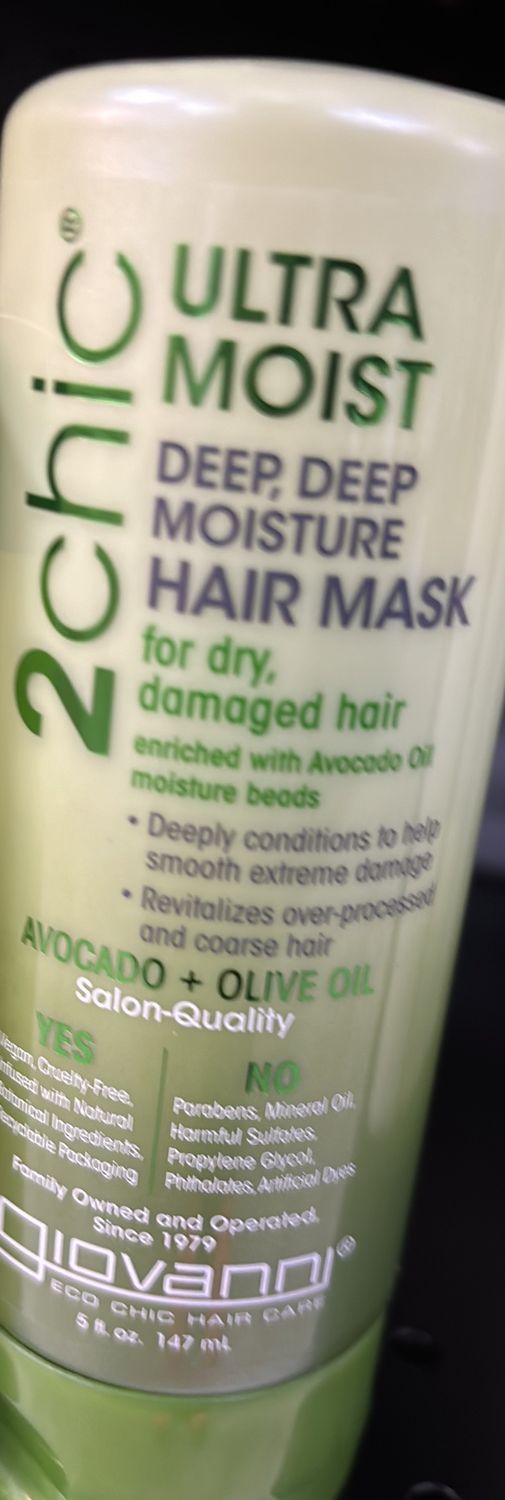 2chic®
ULTRA
MOIST
DEEP, DEEP
MOISTURE
HAIR MASK
for dry,
damaged hair
enriched with Avocado Oil
moisture beads
• Deeply conditions to help
smooth extreme damage
• Revitalizes over-processed
and coarse hair
AVOCADO + OLIVE OIL
Salon-Quality
YES
Vegan, Cruelty-Free,
Infused with Natural
Botanical Ingredients,
Recyclable Packaging
NO
Parabens, Mineral Oil,
Harmful Sulfates,
Propylene Glycol,
Phthalates, Artificial Dyes
Family Owned and Operated,
Since 1979
giovanni®
ECO CHIC HAIR CARE
5 fl. oz. 147 mL